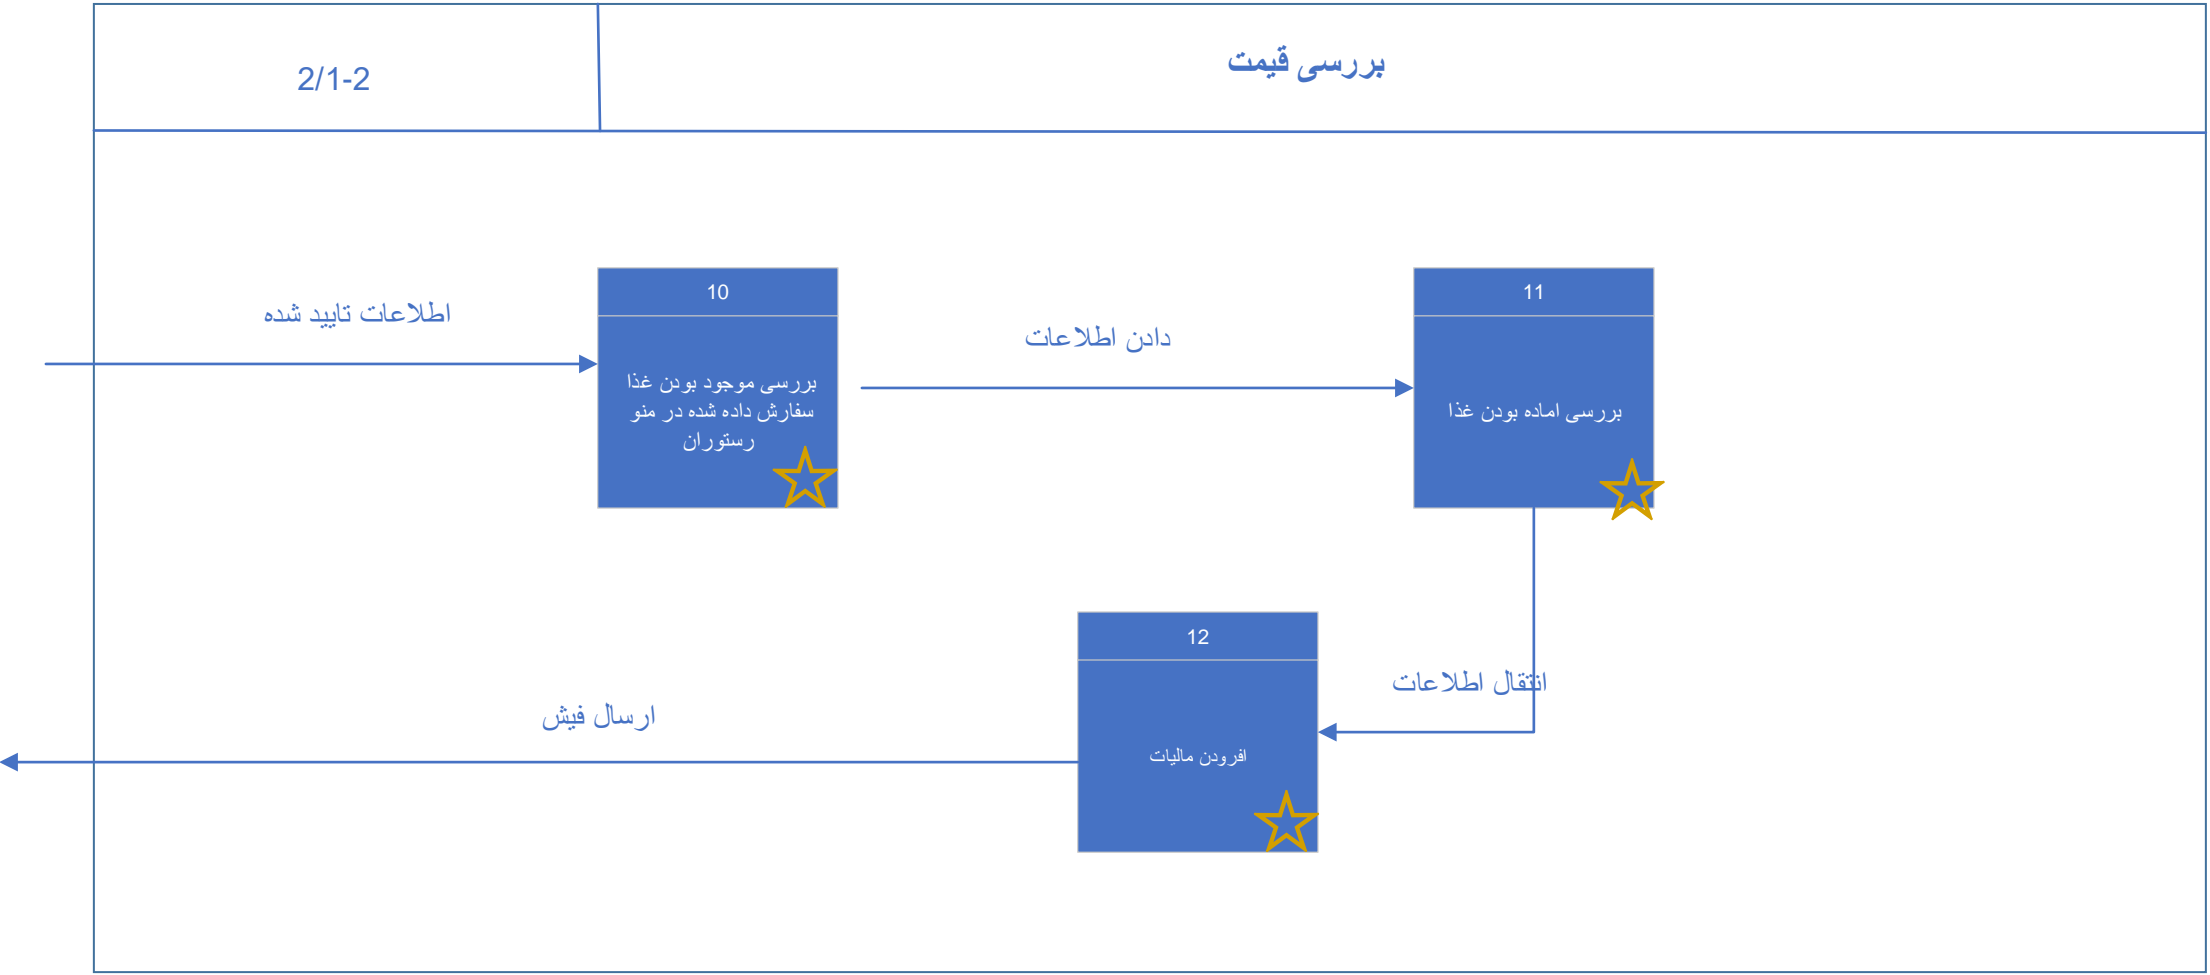 بررسی قیمت
2/1-2
اطلاعات تایید شده
10
بررسی موجود بودن غذا
سفارش داده شده در منو
رستوران
دادن اطلاعات
11
بررسی اماده بودن غذا
انتقال اطلاعات
12
افرودن مالیات
ارسال فیش